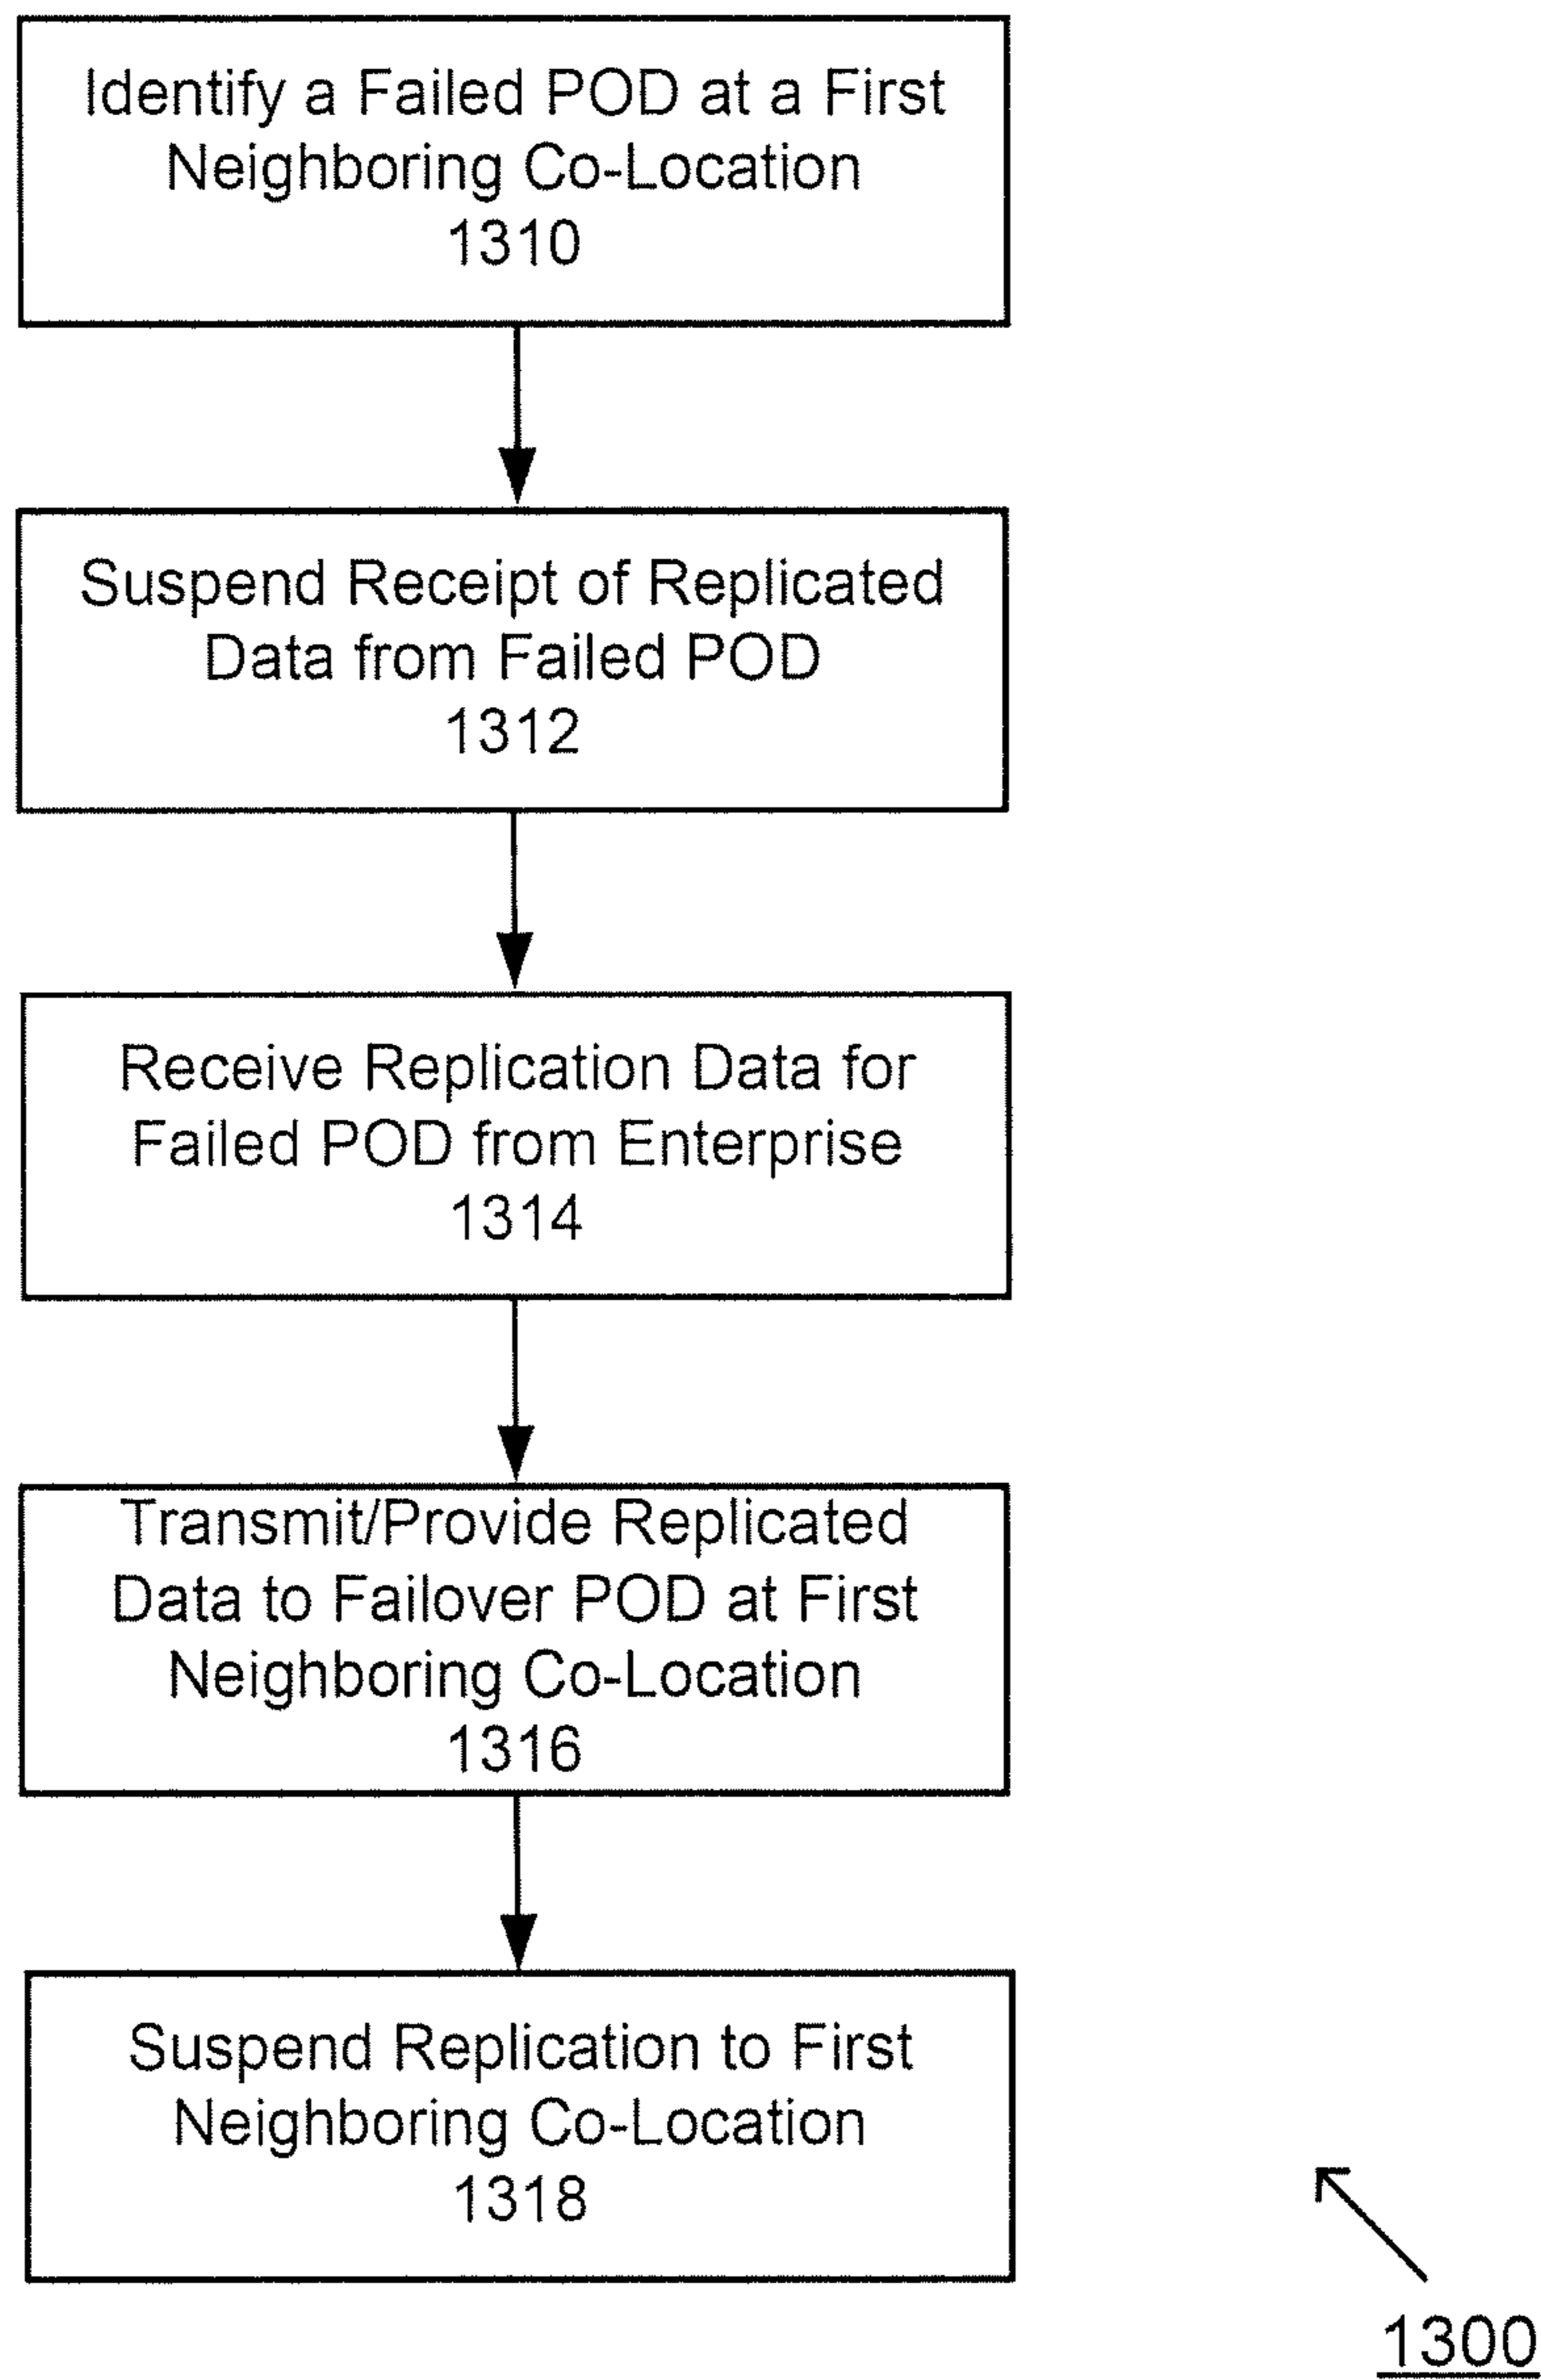 Identify a Failed POD at a First
Neighboring Co-Location
1310
Suspend Receipt of Replicated
Data from Failed POD
1312
Receive Replication Data for
Failed POD from Enterprise
1314
Transmit/Provide Replicated
Data to Failover POD at First
Neighboring Co-Location
1316
Suspend Replication to First
Neighboring Co-Location
1318
1300